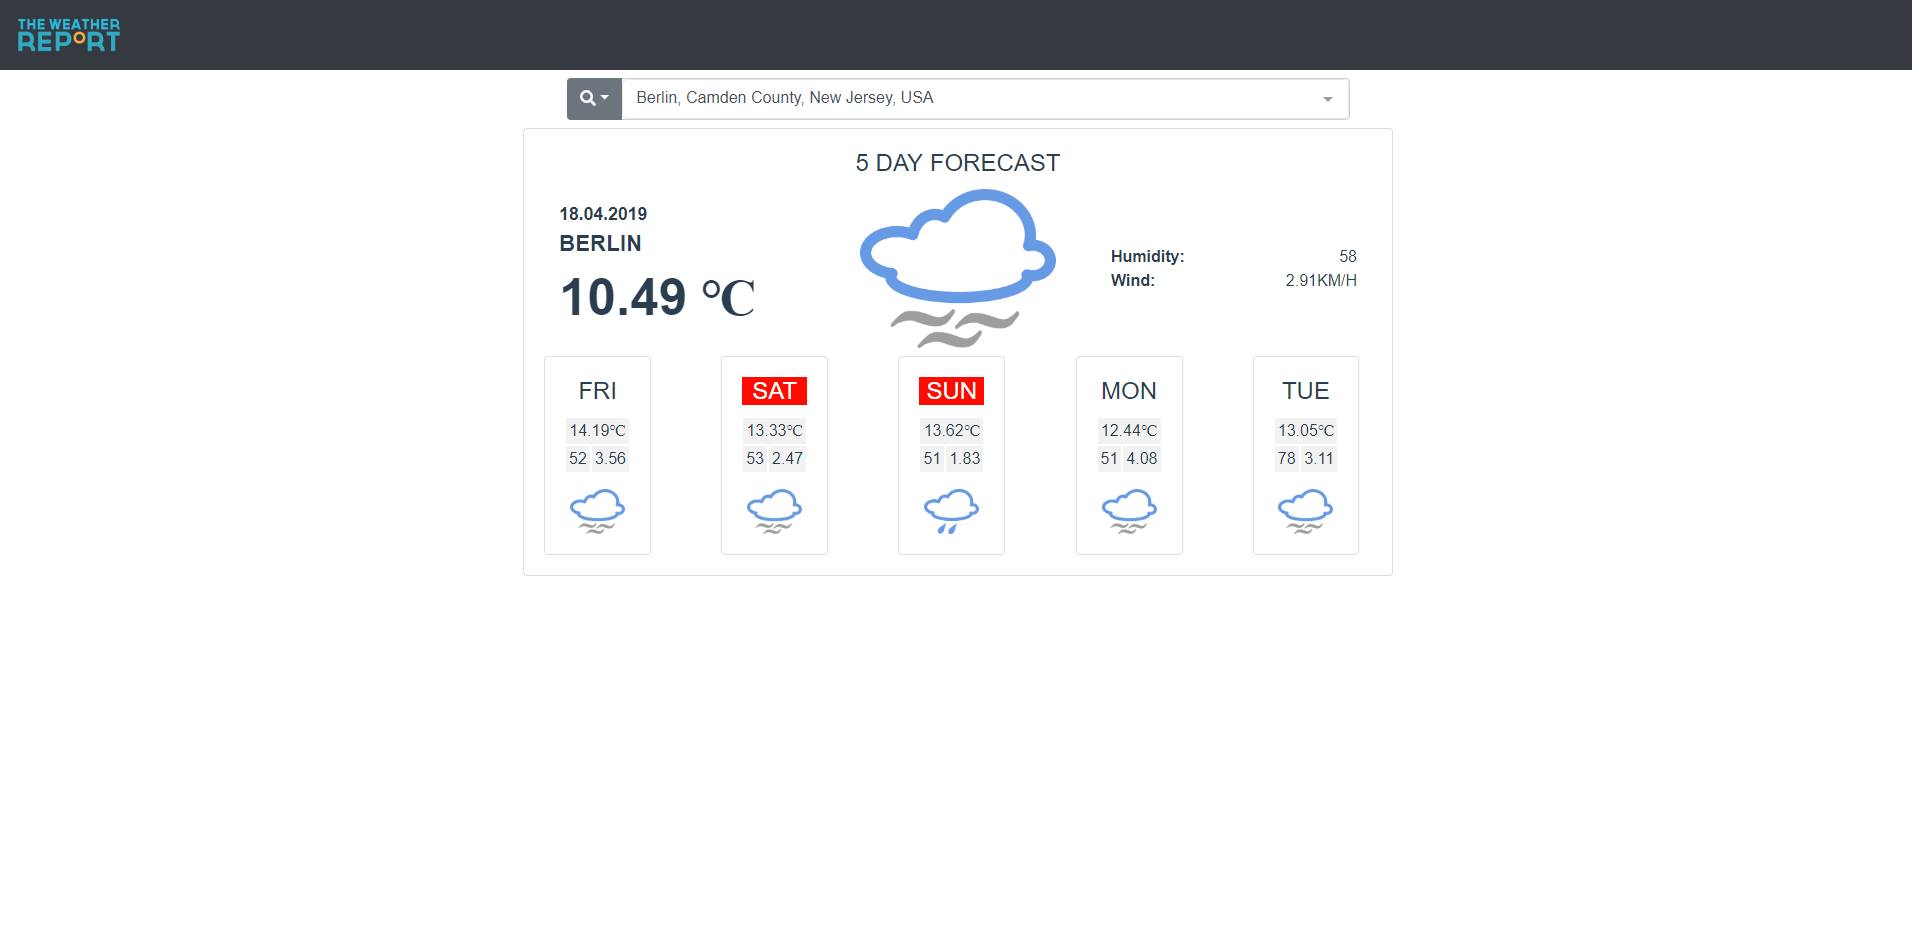 THE WEATHER
REPORT
Berlin, Camden County, New Jersey, USA
5 DAY FORECAST
18.04.2019
BERLIN
10.49 °C
Humidity: 58
Wind: 2.91KM/H
FRI
14.19°C
52 3.56
SAT
13.33°C
53 2.47
SUN
13.62°C
51 1.83
MON
12.44°C
51 4.08
TUE
13.05°C
78 3.11